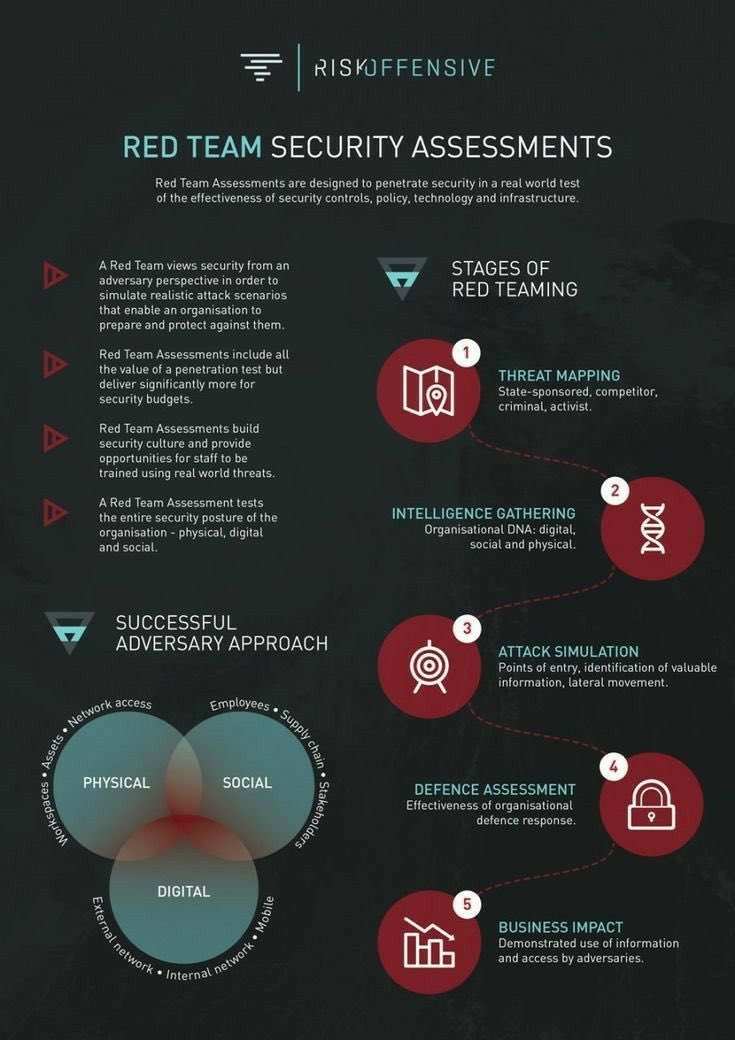 RISKOFFENSIVE
RED TEAM SECURITY ASSESSMENTS
Red Team Assessments are designed to penetrate security in a real world test
of the effectiveness of security controls, policy, technology and infrastructure.
A Red Team views security from an
adversary perspective in order to
simulate realistic attack scenarios
that enable an organisation to
prepare and protect against them.
Red Team Assessments include all
the value of a penetration test but
deliver significantly more for
security budgets.
Red Team Assessments build
security culture and provide
opportunities for staff to be
trained using real world threats.
A Red Team Assessment tests
the entire security posture of the
organisation - physical, digital
and social.
SUCCESSFUL
ADVERSARY APPROACH
Workspaces • Assets • Network access
Employees • Supply chain • Stakeholders
PHYSICAL
SOCIAL
DIGITAL
External network • Internal network • Mobile
STAGES OF
RED TEAMING
1
THREAT MAPPING
State-sponsored, competitor,
criminal, activist.
2
INTELLIGENCE GATHERING
Organisational DNA: digital,
social and physical.
3
ATTACK SIMULATION
Points of entry, identification of valuable
information, lateral movement.
4
DEFENCE ASSESSMENT
Effectiveness of organisational
defence response.
5
BUSINESS IMPACT
Demonstrated use of information
and access by adversaries.